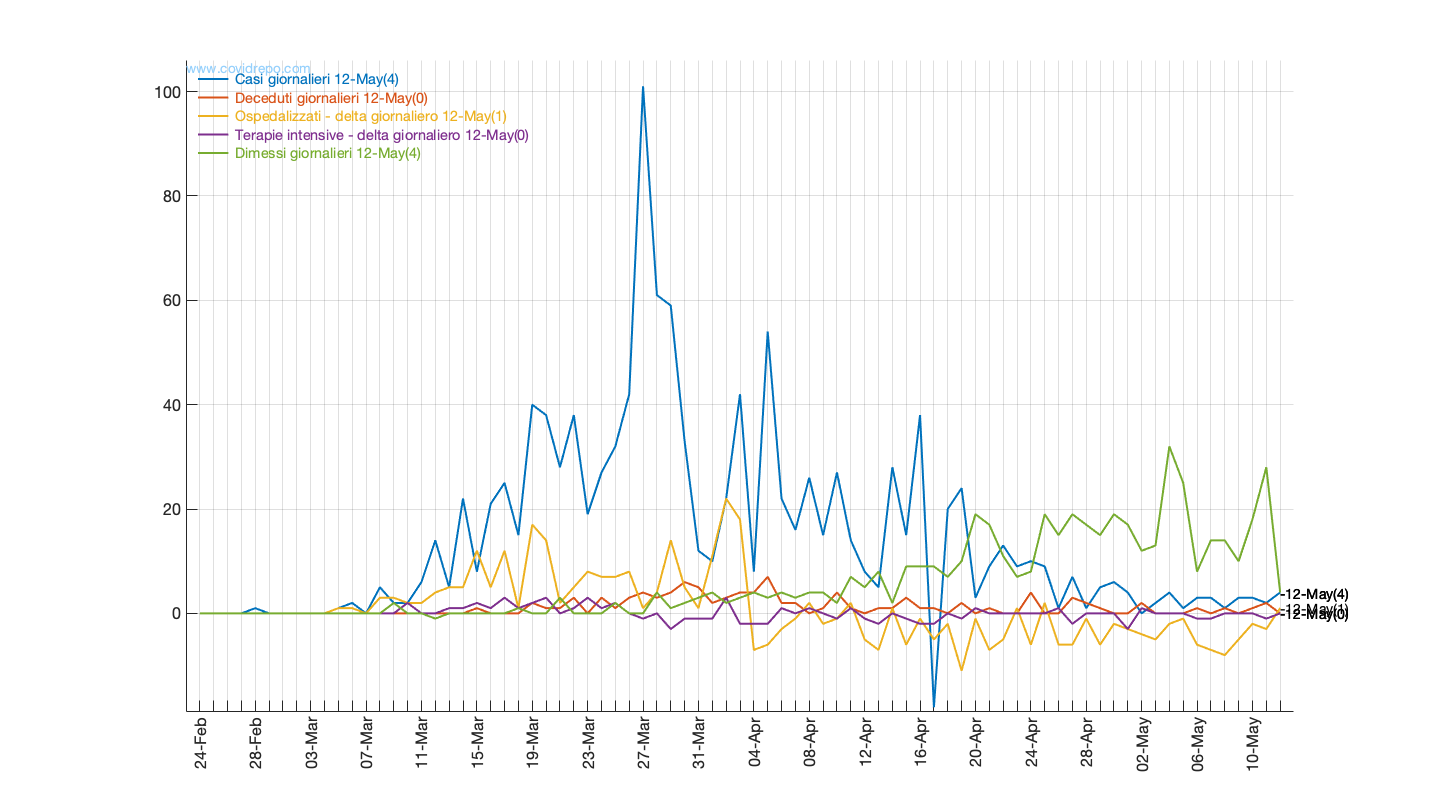 www.covidrepo.com
Casi giornalieri 12-May(4)
Deceduti giornalieri 12-May(0)
Ospedalizzati - delta giornaliero 12-May(1)
Terapie intensive - delta giornaliero 12-May(0)
Dimessi giornalieri 12-May(4)
100
80
60
40
20
0
12-May(4)
12-May(1)
12-May(0)
24-Feb
28-Feb
03-Mar
07-Mar
11-Mar
15-Mar
19-Mar
23-Mar
27-Mar
31-Mar
04-Apr
08-Apr
12-Apr
16-Apr
20-Apr
24-Apr
28-Apr
02-May
06-May
10-May